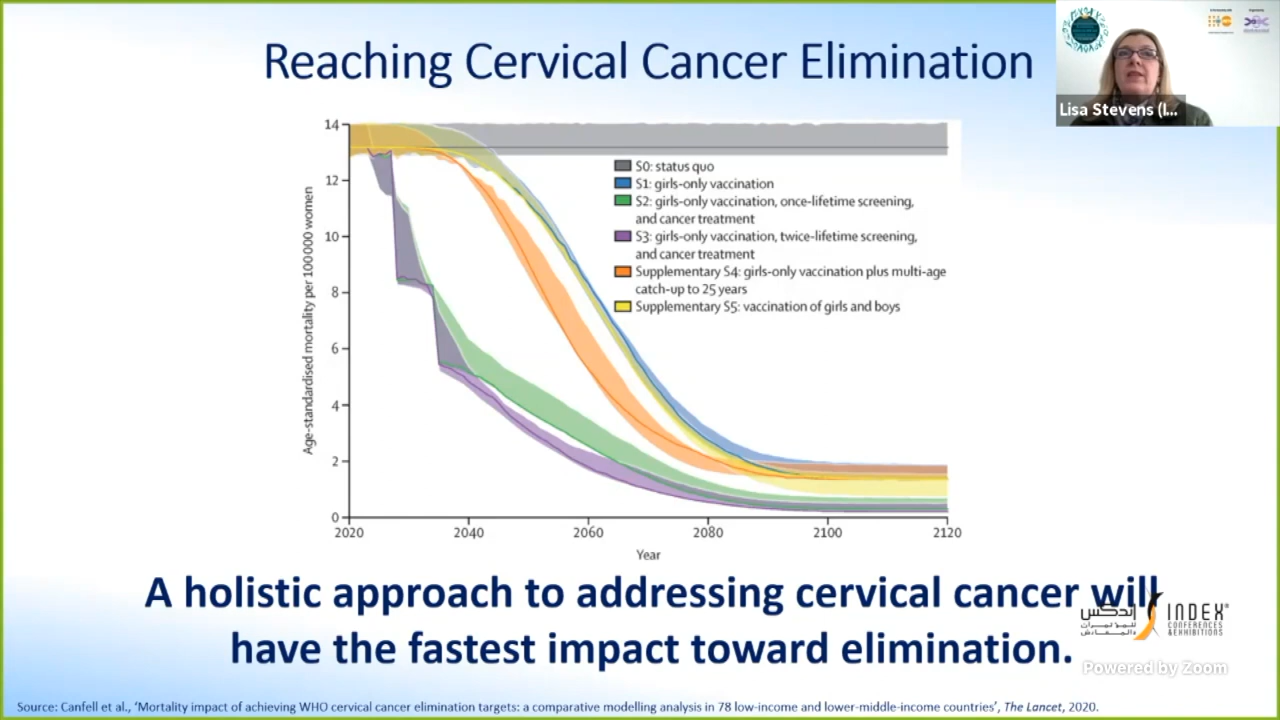 Reaching Cervical Cancer Elimination
Lisa Stevens (I...
14
12
10
8
6
4
2
0
Age-standardised mortality per 100 000 women
S0: status quo
S1: girls-only vaccination
S2: girls-only vaccination, once-lifetime screening,
and cancer treatment
S3: girls-only vaccination, twice-lifetime screening,
and cancer treatment
Supplementary S4: girls-only vaccination plus multi-age
catch-up to 25 years
Supplementary S5: vaccination of girls and boys
2020 2040 2060 2080 2100 2120
Year
A holistic approach to addressing cervical cancer will
have the fastest impact toward elimination.
إندكس
للمؤتمرات
والمعارض
INDEX
CONFERENCES
& EXHIBITIONS
Powered by Zoom
Source: Canfell et al., ‘Mortality impact of achieving WHO cervical cancer elimination targets: a comparative modelling analysis in 78 low-income and lower-middle-income countries’, The Lancet, 2020.